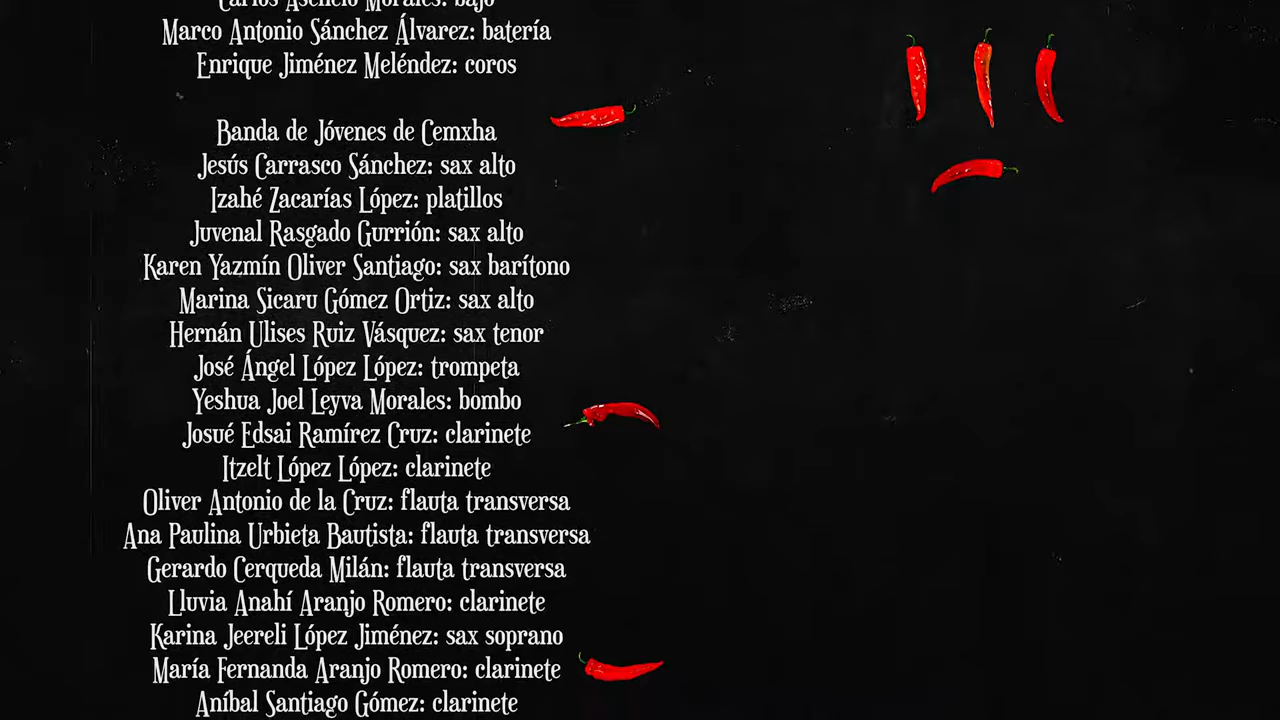 Carlos Asencio Morales: bajo
Marco Antonio Sánchez Álvarez: batería
Enrique Jiménez Meléndez: coros
Banda de Jóvenes de Cemxha
Jesús Carrasco Sánchez: sax alto
Izahé Zacarías López: platillos
Juvenal Rasgado Gurrión: sax alto
Karen Yazmín Oliver Santiago: sax barítono
Marina Sicaru Gómez Ortiz: sax alto
Hernán Ulises Ruiz Vásquez: sax tenor
José Ángel López López: trompeta
Yeshua Joel Leyva Morales: bombo
Josué Edsai Ramírez Cruz: clarinete
Itzelt López López: clarinete
Oliver Antonio de la Cruz: flauta transversa
Ana Paulina Urbieta Bautista: flauta transversa
Gerardo Cerqueda Milán: flauta transversa
Lluvia Anahí Aranjo Romero: clarinete
Karina Jeereli López Jiménez: sax soprano
María Fernanda Aranjo Romero: clarinete
Aníbal Santiago Gómez: clarinete